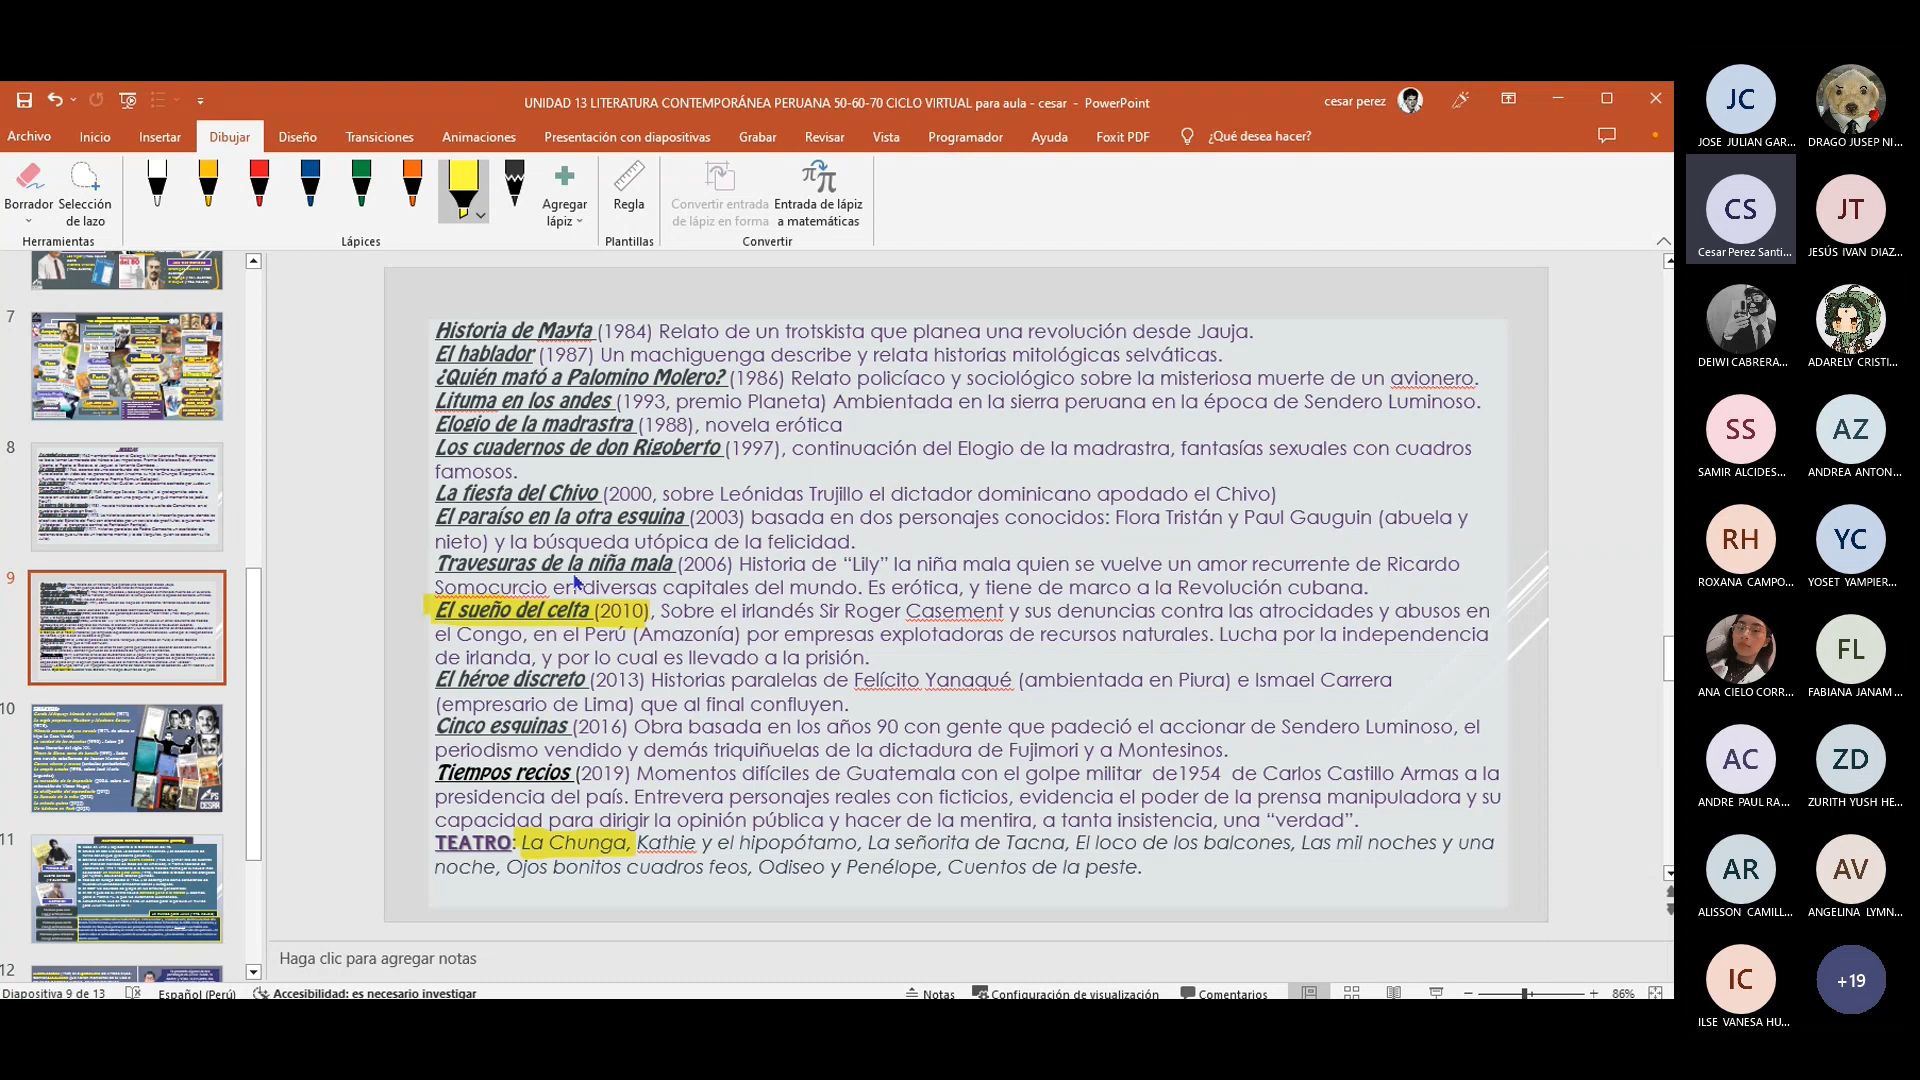 UNIDAD 13 LITERATURA CONTEMPORÁNEA PERUANA 50-60-70 CICLO VIRTUAL para aula - cesar - PowerPoint
cesar perez
Archivo Inicio Insertar Dibujar Diseño Transiciones Animaciones Presentación con diapositivas Grabar Revisar Vista Programador Ayuda Foxit PDF ¿Qué desea hacer?
Borrador
Selección de lazo
Agregar lápiz
Regla
Convertir entrada de lápiz en forma
Entrada de lápiz a matemáticas
Herramientas
Lápices
Plantillas
Convertir
7
8
9
10
11
12
Historia de Mayta (1984) Relato de un trotskista que planea una revolución desde Jauja.
El hablador (1987) Un machiguenga describe y relata historias mitológicas selváticas.
¿Quién mató a Palomino Molero? (1986) Relato policíaco y sociológico sobre la misteriosa muerte de un avionero.
Lituma en los andes (1993, premio Planeta) Ambientada en la sierra peruana en la época de Sendero Luminoso.
Elogio de la madrastra (1988), novela erótica
Los cuadernos de don Rigoberto (1997), continuación del Elogio de la madrastra, fantasías sexuales con cuadros
famosos.
La fiesta del Chivo (2000, sobre Leónidas Trujillo el dictador dominicano apodado el Chivo)
El paraíso en la otra esquina (2003) basada en dos personajes conocidos: Flora Tristán y Paul Gauguin (abuela y
nieto) y la búsqueda utópica de la felicidad.
Travesuras de la niña mala (2006) Historia de “Lily” la niña mala quien se vuelve un amor recurrente de Ricardo
Somocurcio en diversas capitales del mundo. Es erótica, y tiene de marco a la Revolución cubana.
El sueño del celta (2010), Sobre el irlandés Sir Roger Casement y sus denuncias contra las atrocidades y abusos en
el Congo, en el Perú (Amazonía) por empresas explotadoras de recursos naturales. Lucha por la independencia
de irlanda, y por lo cual es llevado a la prisión.
El héroe discreto (2013) Historias paralelas de Felícito Yanaqué (ambientada en Piura) e Ismael Carrera
(empresario de Lima) que al final confluyen.
Cinco esquinas (2016) Obra basada en los años 90 con gente que padeció el accionar de Sendero Luminoso, el
periodismo vendido y demás triquiñuelas de la dictadura de Fujimori y a Montesinos.
Tiempos recios (2019) Momentos difíciles de Guatemala con el golpe militar de1954 de Carlos Castillo Armas a la
presidencia del país. Entrevera personajes reales con ficticios, evidencia el poder de la prensa manipuladora y su
capacidad para dirigir la opinión pública y hacer de la mentira, a tanta insistencia, una “verdad”.
TEATRO: La Chunga, Kathie y el hipopótamo, La señorita de Tacna, El loco de los balcones, Las mil noches y una
noche, Ojos bonitos cuadros feos, Odiseo y Penélope, Cuentos de la peste.
Haga clic para agregar notas
Diapositiva 9 de 13 Español (Perú) Accesibilidad: es necesario investigar Notas Configuración de visualización Comentarios 86%
JC
JOSE JULIAN GAR...
DRAGO JUSEP NI...
CS
Cesar Perez Santi...
JT
JESÚS IVAN DIAZ...
DEIWI CABRERA...
ADARELY CRISTI...
SS
SAMIR ALCIDES...
AZ
ANDREA ANTON...
RH
ROXANA CAMPO...
YC
YOSET YAMPIER...
ANA CIELO CORR...
FL
FABIANA JANAM...
AC
ANDRE PAUL RA...
ZD
ZURITH YUSH HE...
AR
ALISSON CAMILL...
AV
ANGELINA LYMN...
IC
ILSE VANESA HU...
+19